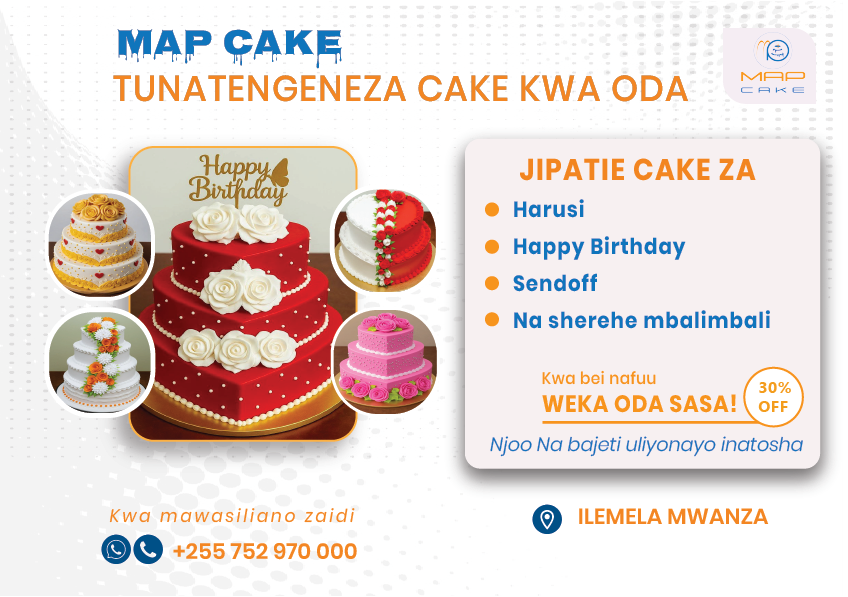 MAP CAKE
TUNATENGENEZA CAKE KWA ODA
MAP
CAKE
Happy
Birthday
JIPATIE CAKE ZA
Harusi
Happy Birthday
Sendoff
Na sherehe mbalimbali
Kwa bei nafuu
WEKA ODA SASA!
30%
OFF
Njoo Na bajeti uliyonayo inatosha
Kwa mawasiliano zaidi
+255 752 970 000
ILEMELA MWANZA